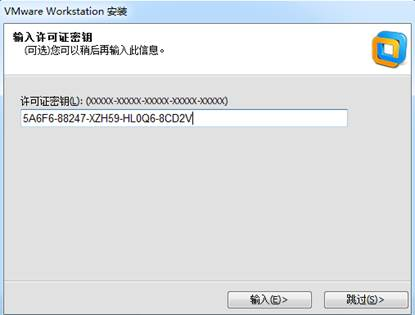 VMware Workstation 安装
输入许可证密钥
(可选)您可以稍后再输入此信息。
许可证密钥(L): (XXXXX-XXXXX-XXXXX-XXXXX-XXXXX)
5A6F6-88247-XZH59-HL0Q6-8CD2V
输入(E)>
跳过(S)>